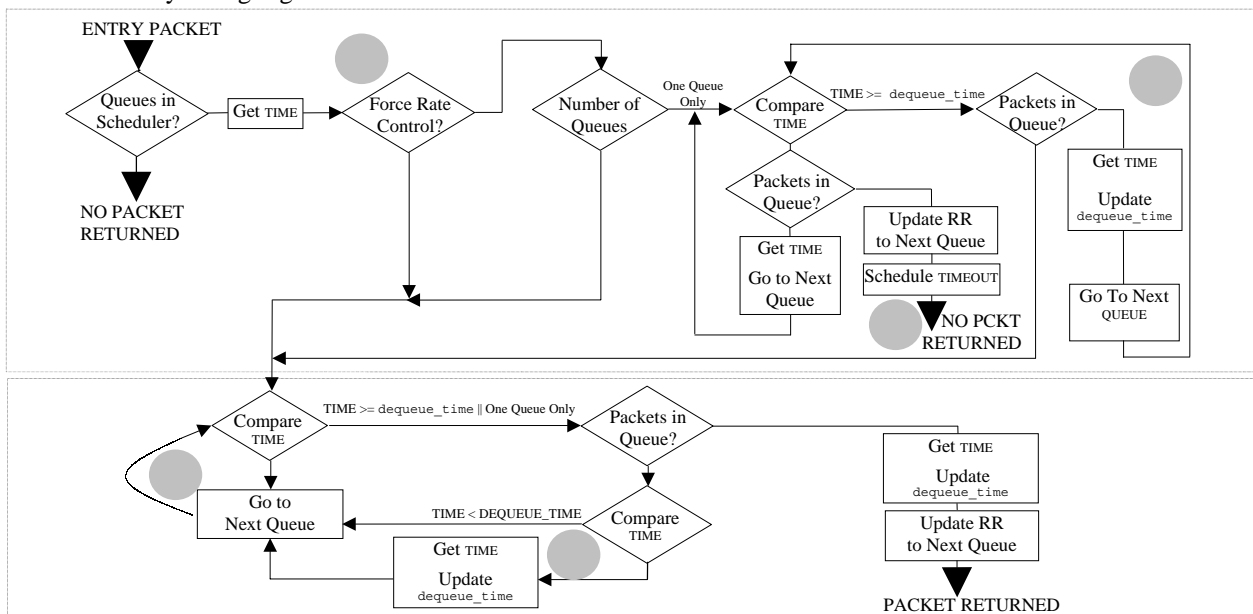 ENTRY PACKET
Queues in
Scheduler?
NO PACKET
RETURNED
Get TIME
Force Rate
Control?
Number of
Queues
One Queue
Only
Compare
TIME
TIME >= dequeue_time
Packets in
Queue?
Get TIME
Update
dequeue_time
Go To Next
QUEUE
Packets in
Queue?
Get TIME
Go to Next
Queue
Update RR
to Next Queue
Schedule TIMEOUT
NO PCKT
RETURNED
Compare
TIME
TIME >= dequeue_time || One Queue Only
Packets in
Queue?
Go to
Next Queue
TIME < DEQUEUE_TIME
Compare
TIME
Get TIME
Update
dequeue_time
Get TIME
Update
dequeue_time
Update RR
to Next Queue
PACKET RETURNED